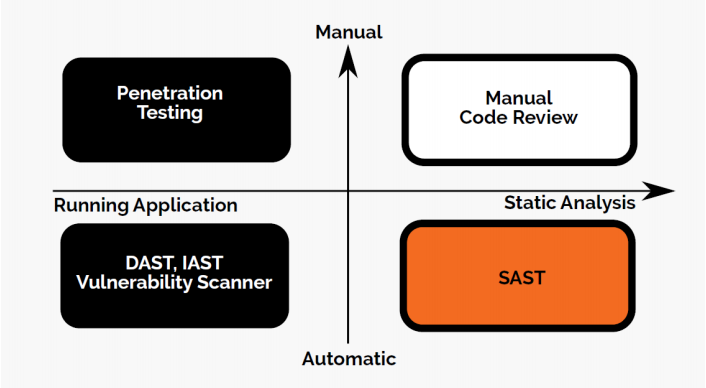 Manual
Penetration
Testing
Manual
Code Review
Running Application
Static Analysis
DAST, IAST
Vulnerability Scanner
SAST
Automatic